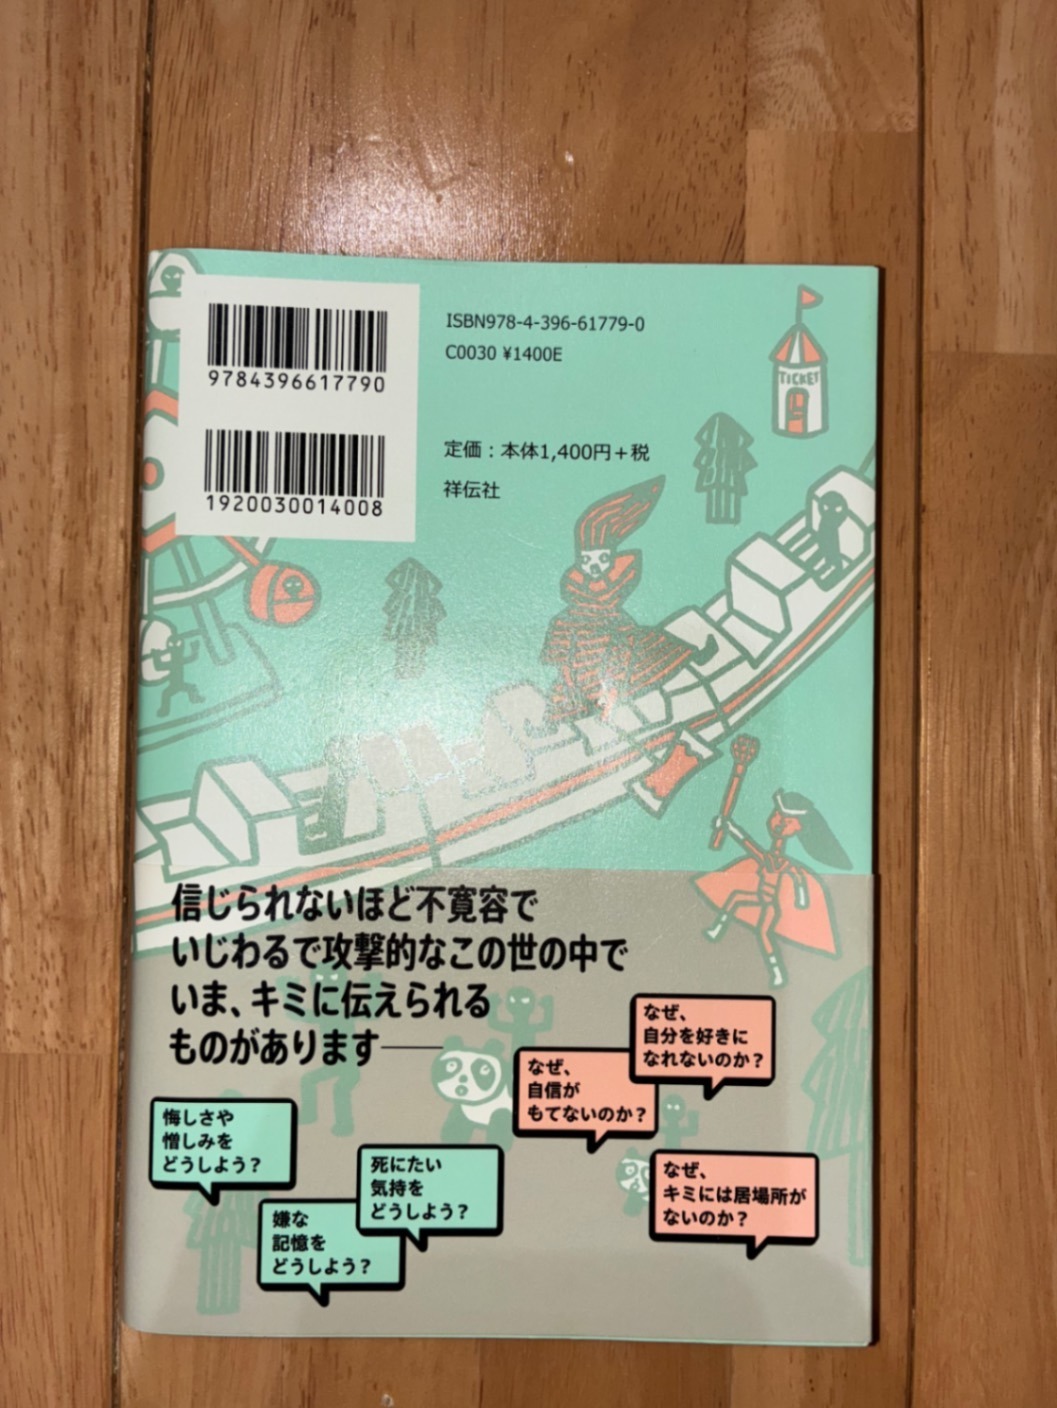 9784396617790
1920030014008
ISBN978-4-396-61779-0
C0030 ¥1400E
定価：本体1,400円＋税
祥伝社
TICKET
信じられないほど不寛容で
いじわるで攻撃的なこの世の中で
いま、キミに伝えられる
ものがあります――
なぜ、
自分を好きに
なれないのか？
なぜ、
自信が
もてないのか？
悔しさや
憎しみを
どうしよう？
死にたい
気持を
どうしよう？
嫌な
記憶を
どうしよう？
なぜ、
キミには居場所が
ないのか？